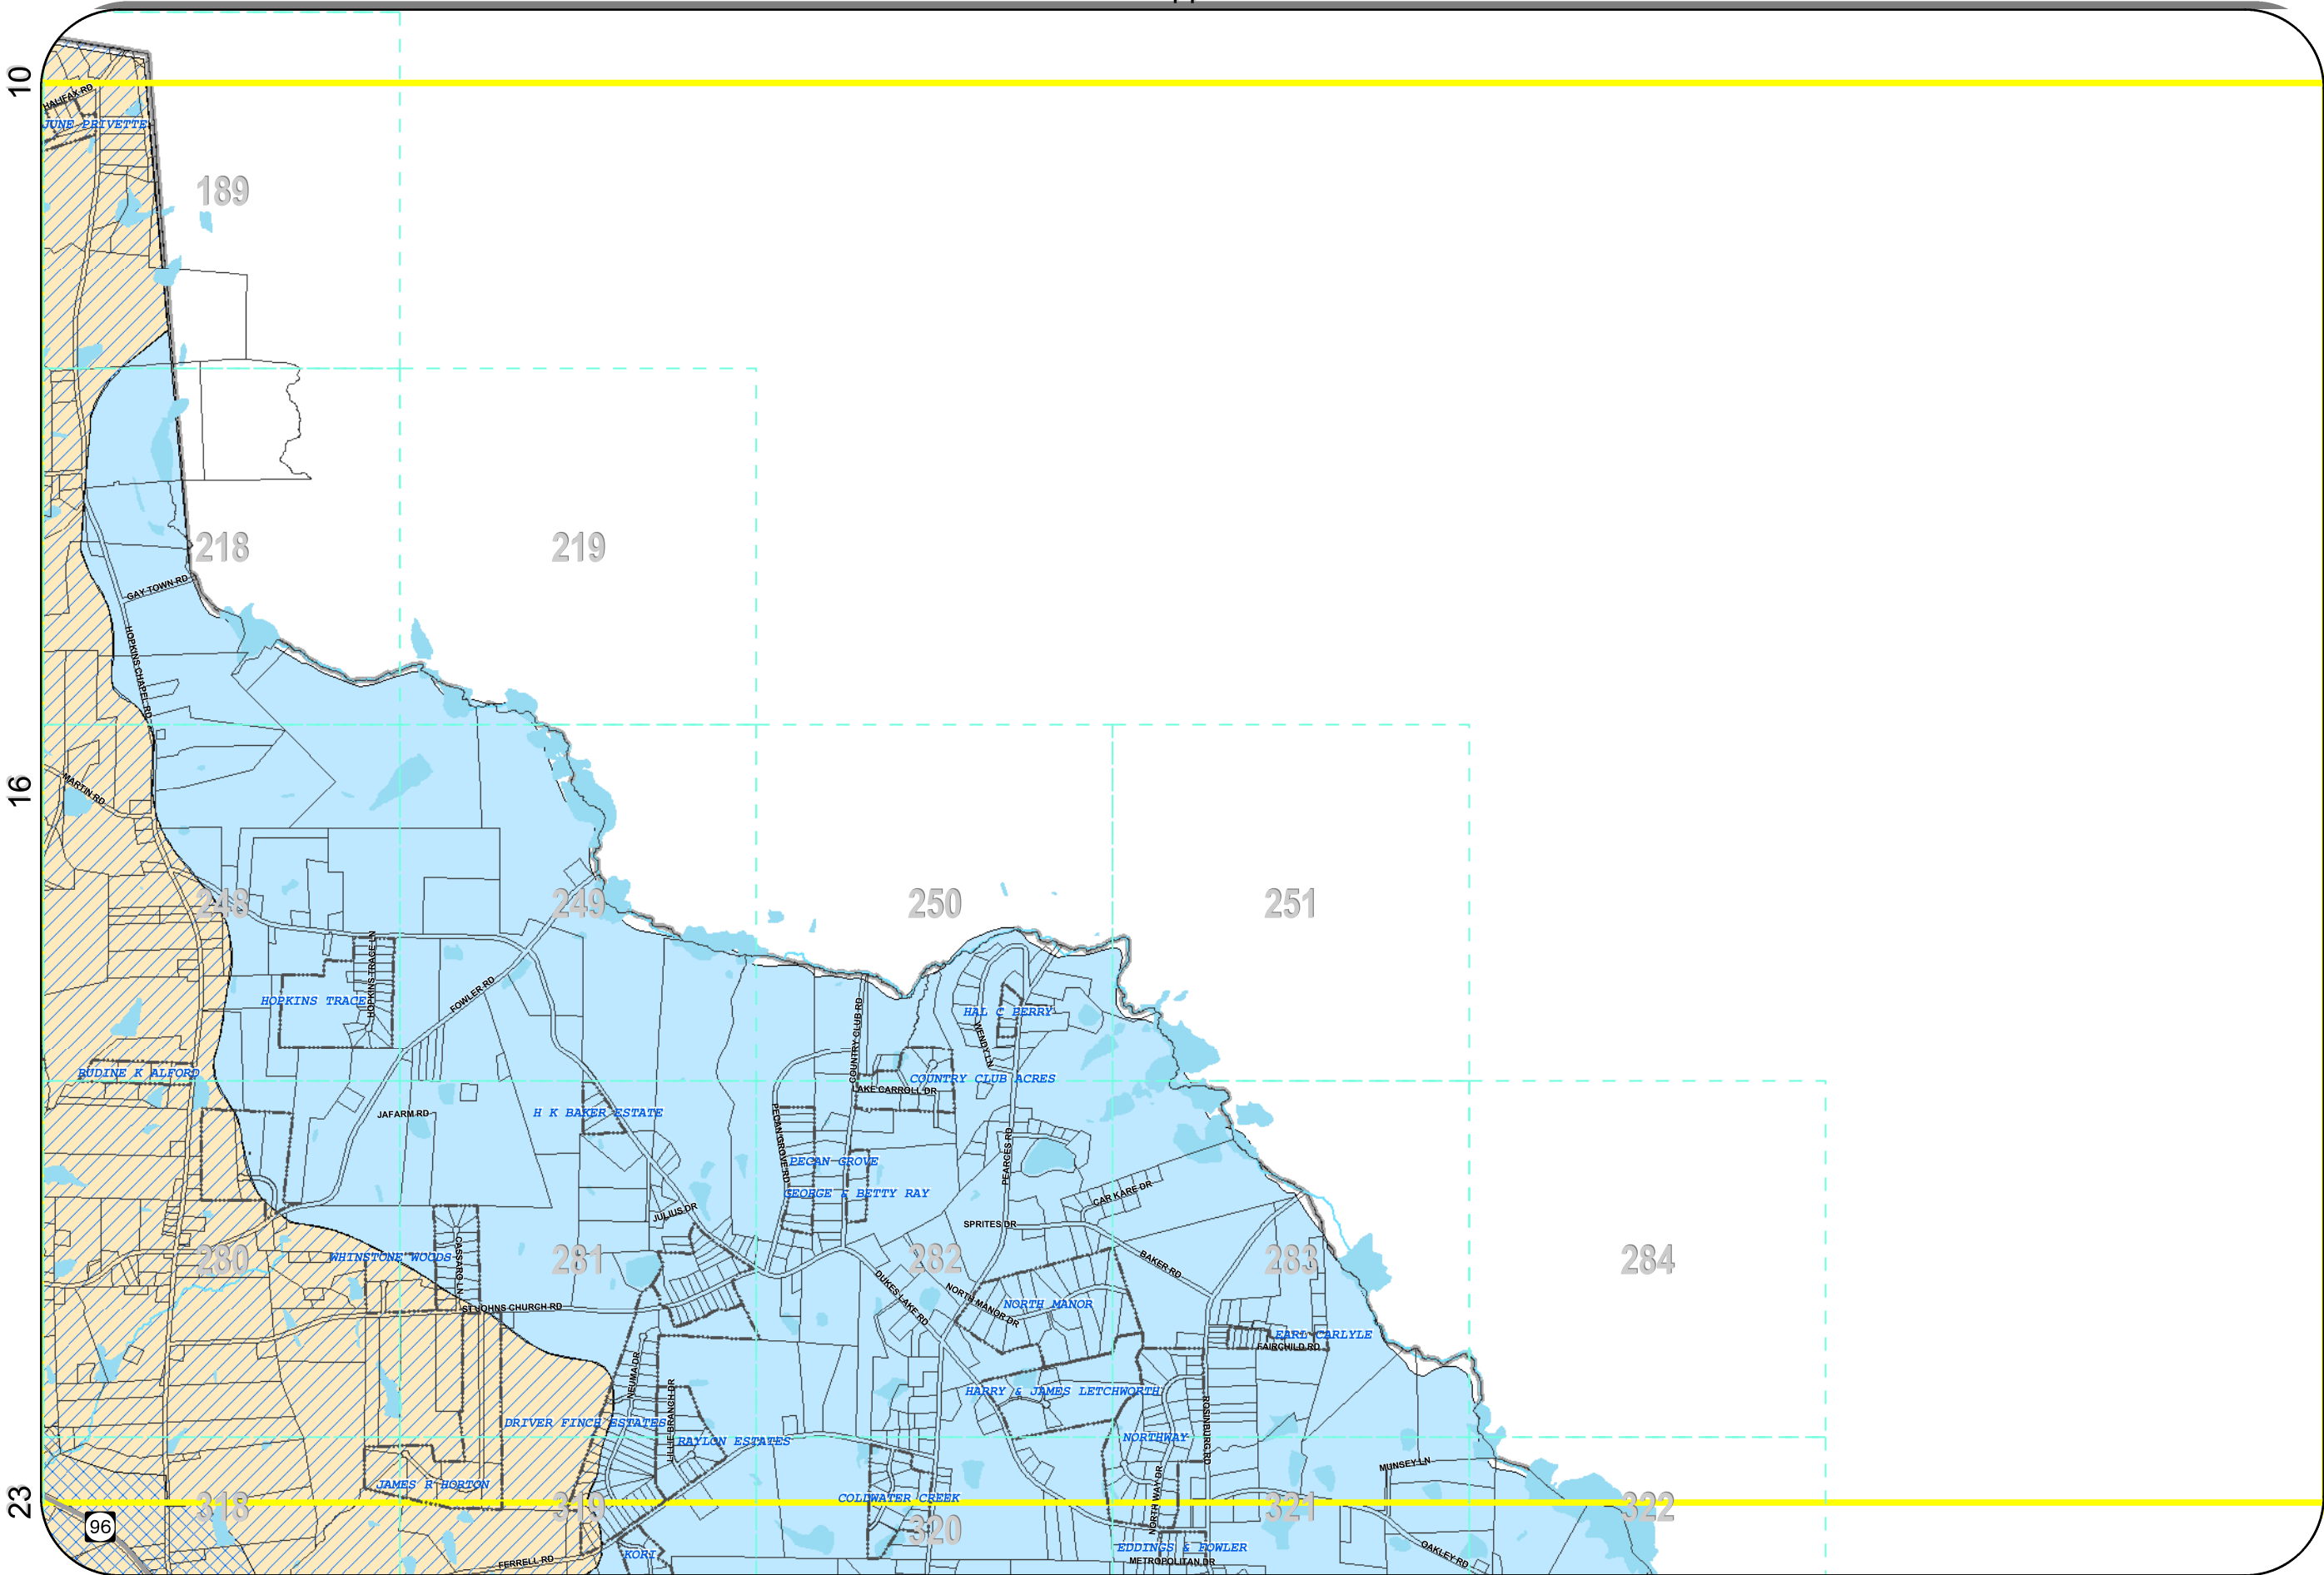 10
HALIFAX RD
JUNE PRIVETTE
189
218
219
GAY TOWN RD
HOPKINS CHAPEL RD
16
MARTIN RD
248
249
250
251
HOPKINS TRACE LN
HOPKINS TRACE
FOWLER RD
COUNTRY CLUB RD
HAL C PERRY
WENDY LN
RUDINE K ALFORD
COUNTRY CLUB ACRES
LAKE CARROLL DR
JAFARM RD
H K BAKER ESTATE
PECAN GROVE RD
PEARCES RD
PECAN GROVE
GEORGE & BETTY RAY
CAR KARE DR
JULIUS DR
SPRITES DR
WHINSTONE WOODS
CASSARO LN
280
281
282
283
284
BAKER RD
DUKES LAKE RD
NORTH MANOR DR
NORTH MANOR
ST JOHNS CHURCH RD
EARL CARLYLE
FAIRCHILD RD
NEUMA DR
LILLIE BRANCH DR
HARRY & JAMES LETCHWORTH
ROSINBURG RD
DRIVER FINCH ESTATES
RAYLON ESTATES
NORTHWAY
MUNSEY LN
JAMES R HORTON
COLDWATER CREEK
NORTH WAY DR
23
318
319
320
321
322
96
FERRELL RD
KORI
EDDINGS & FOWLER
METROPOLITAN DR
OAKLEY RD